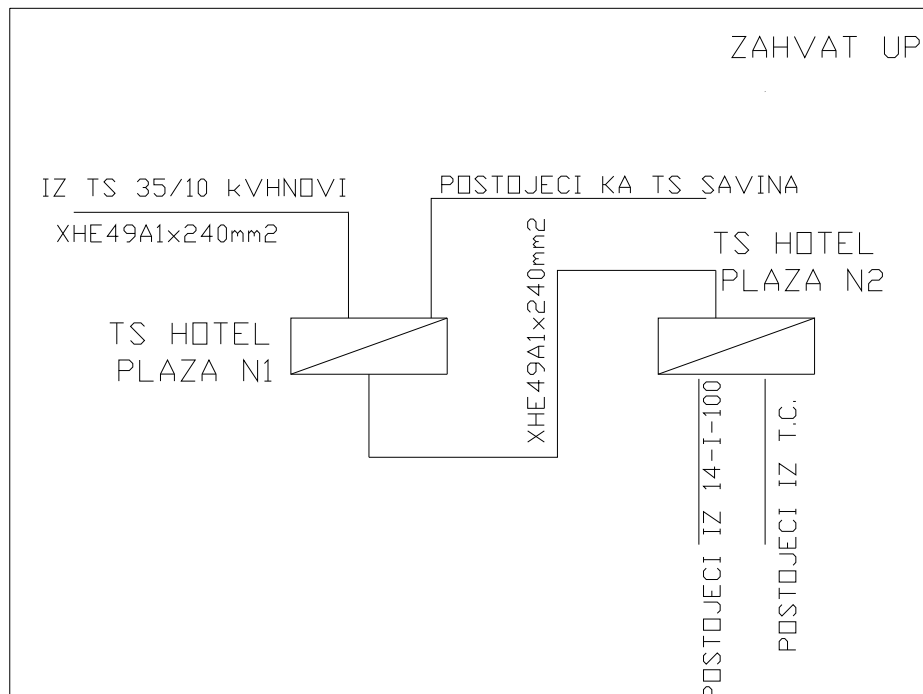 ZAHVAT UP
IZ TS 35/10 kVHNOVI
POSTOJECI KA TS SAVINA
XHE49A1x240mm2
XHE49A1x240mm2
TS HOTEL
PLAZA N2
TS HOTEL
PLAZA N1
POSTOJECI IZ 14-I-100
POSTOJECI IZ T.C.